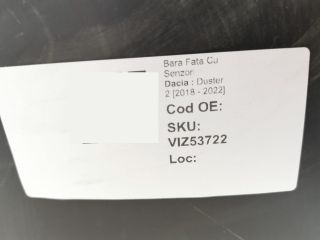 Bara Fata Cu
Senzori
Dacia : Duster
2 [2018 - 2022]
Cod OE:
SKU:
VIZ53722
Loc: